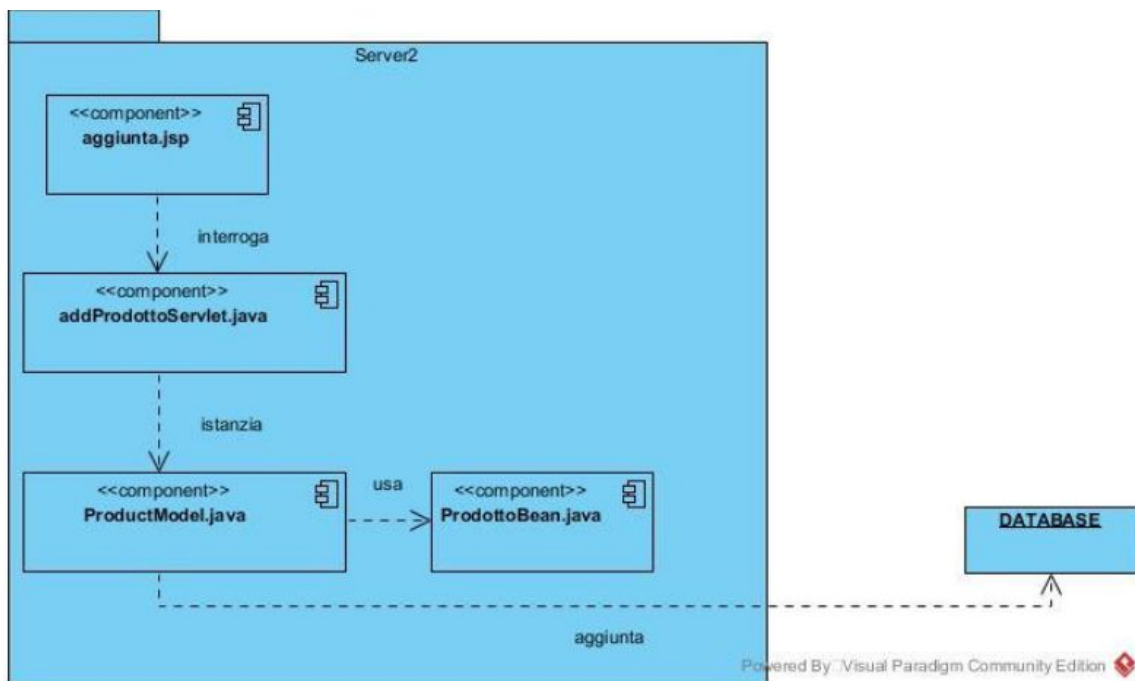 Server2
<<component>>
aggiunta.jsp
interroga
<<component>>
addProdottoServlet.java
istanzia
<<component>>
ProductModel.java
usa
<<component>>
ProdottoBean.java
DATABASE
aggiunta
Powered By Visual Paradigm Community Edition